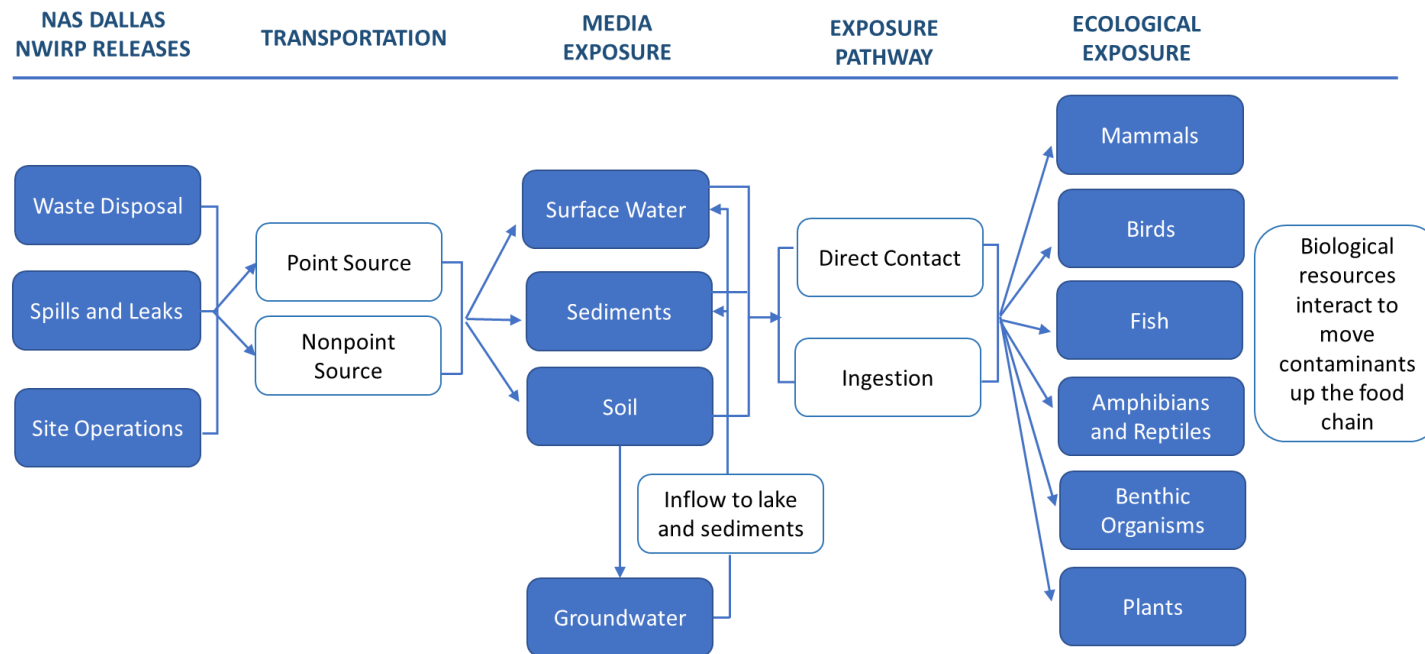 NAS DALLAS
NWIRP RELEASES
TRANSPORTATION
MEDIA
EXPOSURE
EXPOSURE
PATHWAY
ECOLOGICAL
EXPOSURE
Waste Disposal
Spills and Leaks
Site Operations
Point Source
Nonpoint
Source
Surface Water
Sediments
Soil
Inflow to lake
and sediments
Groundwater
Direct Contact
Ingestion
Mammals
Birds
Fish
Amphibians
and Reptiles
Benthic
Organisms
Plants
Biological
resources
interact to
move
contaminants
up the food
chain